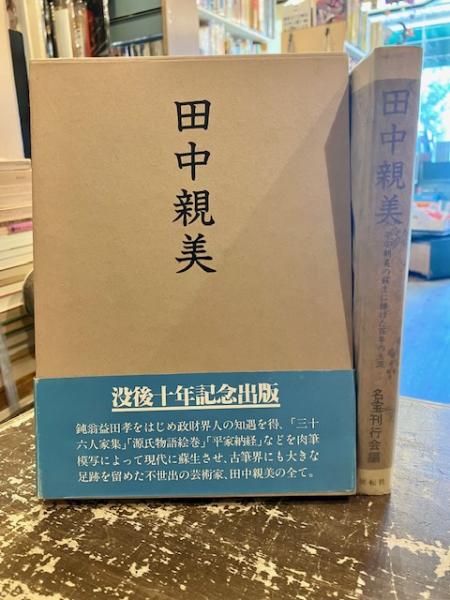 田中親美
没後十年記念出版
鈍翁益田孝をはじめ政財界人の知遇を得、「三十
六人家集」「源氏物語絵巻」「平家納経」などを肉筆
模写によって現代に蘇生させ、古筆界にも大きな
足跡を留めた不世出の芸術家、田中親美の全て。
田中親美
名宝刊行会編